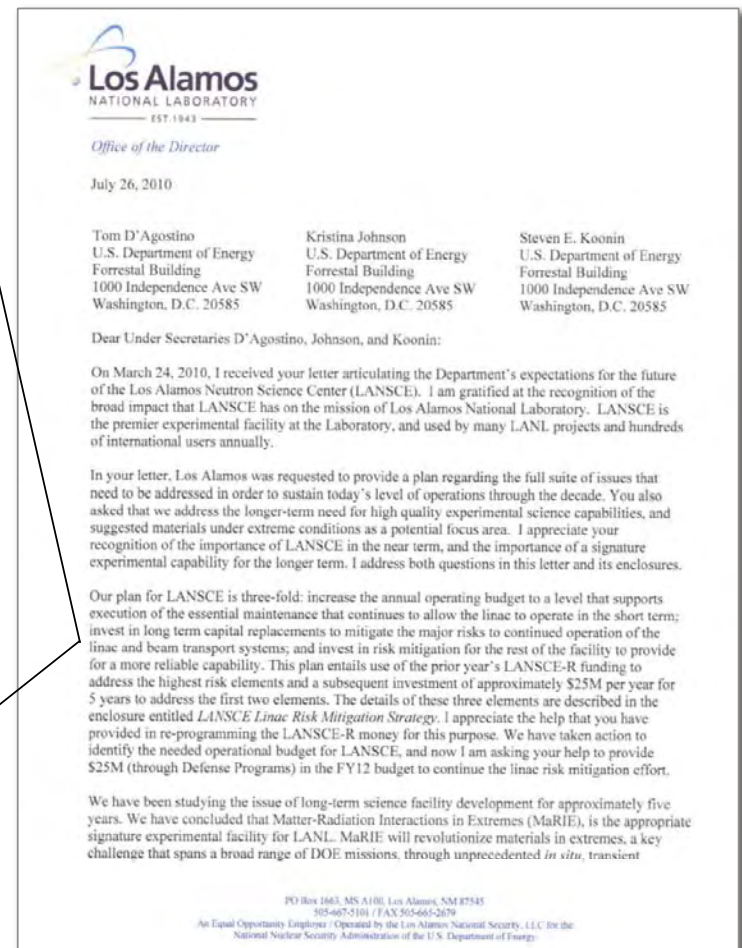 Los Alamos
NATIONAL LABORATORY
EST. 1943
Office of the Director
July 26, 2010
Tom D'Agostino
U.S. Department of Energy
Forrestal Building
1000 Independence Ave SW
Washington, D.C. 20585
Kristina Johnson
U.S. Department of Energy
Forrestal Building
1000 Independence Ave SW
Washington, D.C. 20585
Steven E. Koonin
U.S. Department of Energy
Forrestal Building
1000 Independence Ave SW
Washington, D.C. 20585
Dear Under Secretaries D'Agostino, Johnson, and Koonin:
On March 24, 2010, I received your letter articulating the Department's expectations for the future
of the Los Alamos Neutron Science Center (LANSCE). I am gratified at the recognition of the
broad impact that LANSCE has on the mission of Los Alamos National Laboratory. LANSCE is
the premier experimental facility at the Laboratory, and used by many LANL projects and hundreds
of international users annually.
In your letter, Los Alamos was requested to provide a plan regarding the full suite of issues that
need to be addressed in order to sustain today's level of operations through the decade. You also
asked that we address the longer-term need for high quality experimental science capabilities, and
suggested materials under extreme conditions as a potential focus area. I appreciate your
recognition of the importance of LANSCE in the near term, and the importance of a signature
experimental capability for the longer term. I address both questions in this letter and its enclosures.
Our plan for LANSCE is three-fold: increase the annual operating budget to a level that supports
execution of the essential maintenance that continues to allow the linac to operate in the short term;
invest in long term capital replacements to mitigate the major risks to continued operation of the
linac and beam transport systems; and invest in risk mitigation for the rest of the facility to provide
for a more reliable capability. This plan entails use of the prior year's LANSCE-R funding to
address the highest risk elements and a subsequent investment of approximately $25M per year for
5 years to address the first two elements. The details of these three elements are described in the
enclosure entitled LANSCE Linac Risk Mitigation Strategy. I appreciate the help that you have
provided in re-programming the LANSCE-R money for this purpose. We have taken action to
identify the needed operational budget for LANSCE, and now I am asking your help to provide
$25M (through Defense Programs) in the FY12 budget to continue the linac risk mitigation effort.
We have been studying the issue of long-term science facility development for approximately five
years. We have concluded that Matter-Radiation Interactions in Extremes (MaRIE), is the appropriate
signature experimental facility for LANL. MaRIE will revolutionize materials in extremes, a key
challenge that spans a broad range of DOE missions, through unprecedented in situ, transient
PO Box 1663, MS A100, Los Alamos, NM 87545
505-667-5101 / FAX 505-665-2679
An Equal Opportunity Employer / Operated by the Los Alamos National Security, LLC for the
National Nuclear Security Administration of the U.S. Department of Energy